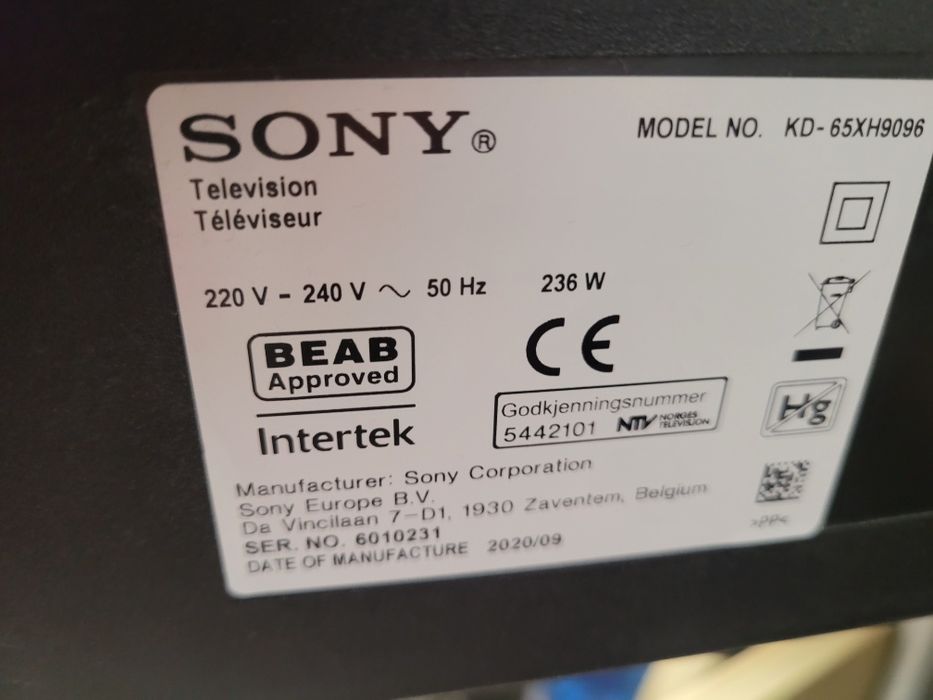 SONY®
MODEL NO. KD-65XH9096
Television
Téléviseur
220 V - 240 V ~ 50 Hz 236 W
BEAB
Approved
Intertek
CE
Godkjenningsnummer
5442101 NTV NORGES TELEVISJON
Hg
Manufacturer: Sony Corporation
Sony Europe B.V.
Da Vincilaan 7-D1, 1930 Zaventem, Belgium
SER. NO. 6010231
DATE OF MANUFACTURE 2020/09
>PP<